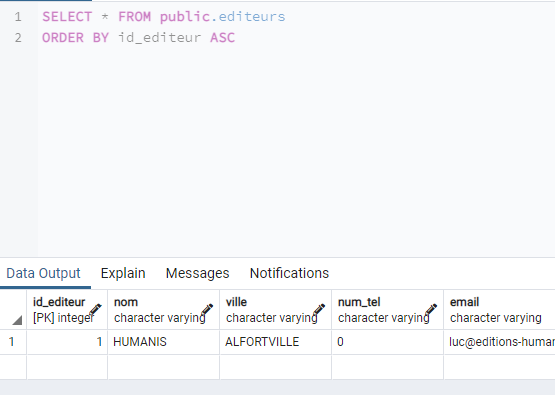 1 SELECT * FROM public.editeurs
2 ORDER BY id_editeur ASC
Data Output Explain Messages Notifications
id_editeur nom ville num_tel email
[PK] integer character varying character varying character varying character varying
1 1 HUMANIS ALFORTVILLE 0 luc@editions-human